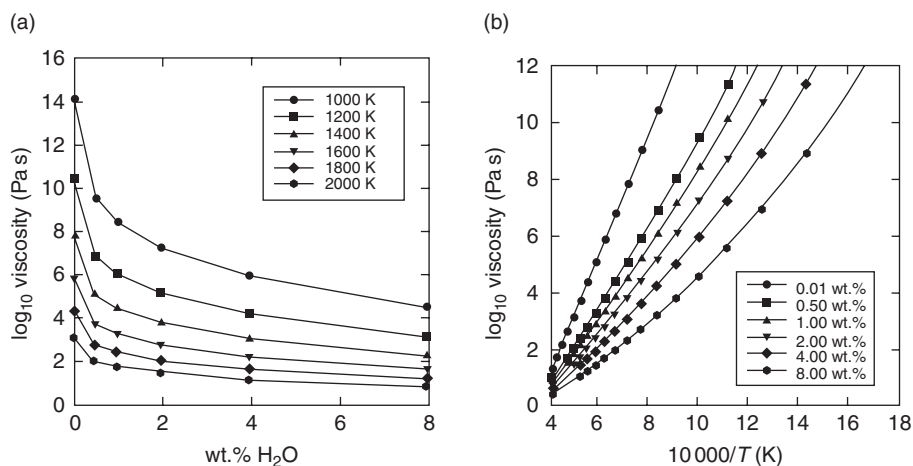 (a)
16
14
12
10
8
6
4
2
0
log10 viscosity (Pa s)
0
2
4
6
8
wt.% H2O
1000 K
1200 K
1400 K
1600 K
1800 K
2000 K
(b)
12
10
8
6
4
2
0
log10 viscosity (Pa s)
4
6
8
10
12
14
16
18
10 000/T (K)
0.01 wt.%
0.50 wt.%
1.00 wt.%
2.00 wt.%
4.00 wt.%
8.00 wt.%